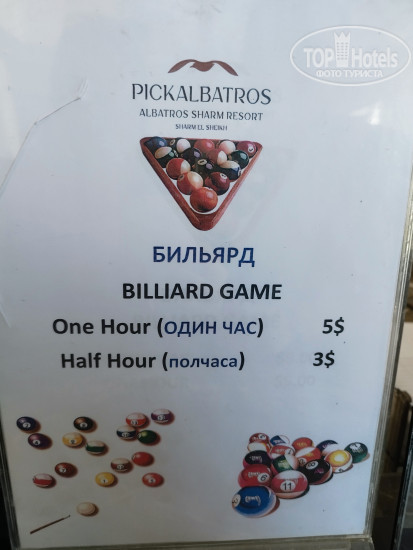 TOPHotels
ФОТО ТУРИСТА
PICKALBATROS
ALBATROS SHARM RESORT
SHARM EL SHEIKH
БИЛЬЯРД
BILLIARD GAME
One Hour (ОДИН ЧАС) 5$
Half Hour (полчаса) 3$
11